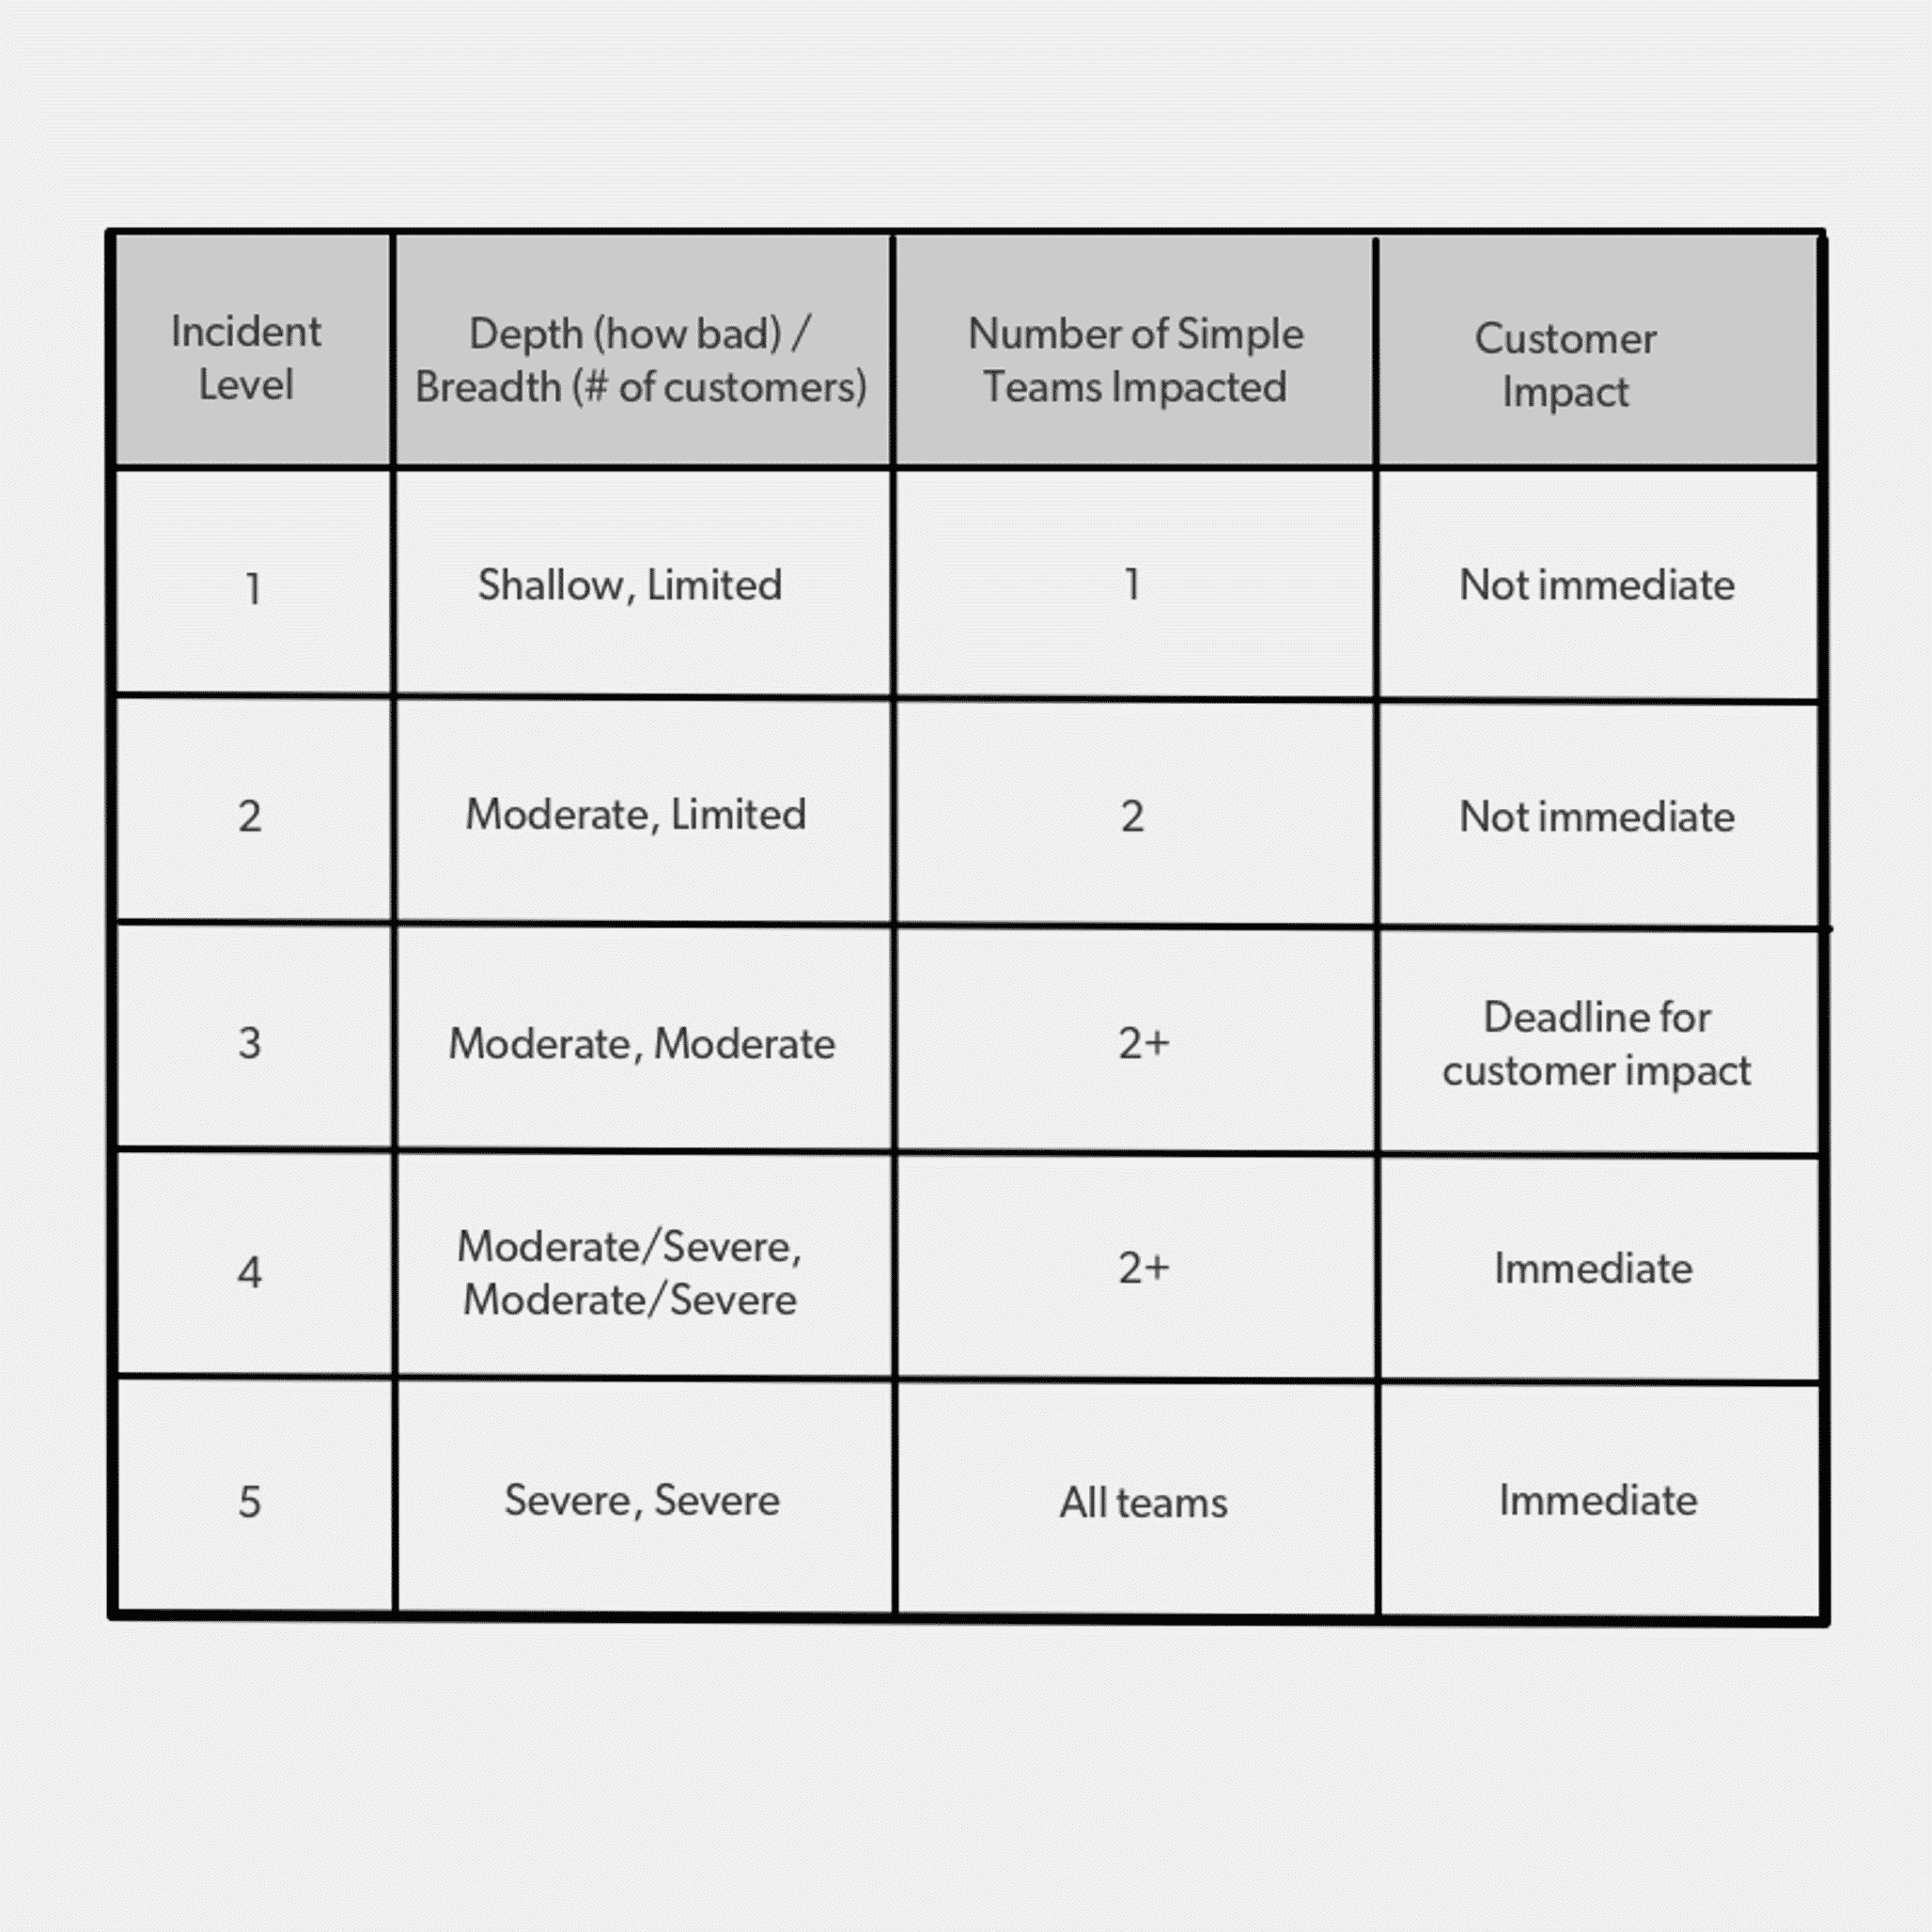 Incident
Level
Depth (how bad) /
Breadth (# of customers)
Number of Simple
Teams Impacted
Customer
Impact
1
Shallow, Limited
1
Not immediate
2
Moderate, Limited
2
Not immediate
3
Moderate, Moderate
2+
Deadline for
customer impact
4
Moderate/Severe,
Moderate/Severe
2+
Immediate
5
Severe, Severe
All teams
Immediate